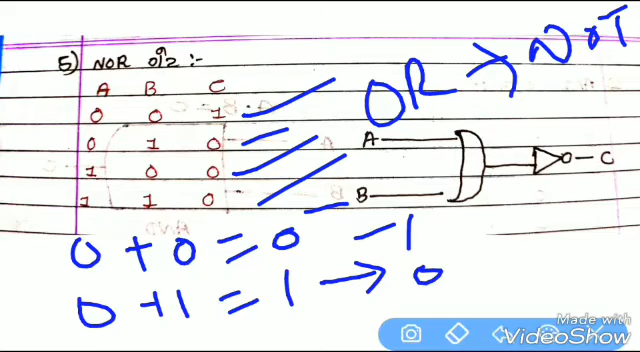 5) NOR ગેટ :-
OR > NOT
A B C
0 0 1
0 1 0
1 0 0
1 1 0
A
B
C
0 + 0 = 0 - 1
0 + 1 = 1 → 0
Made with
VideoShow